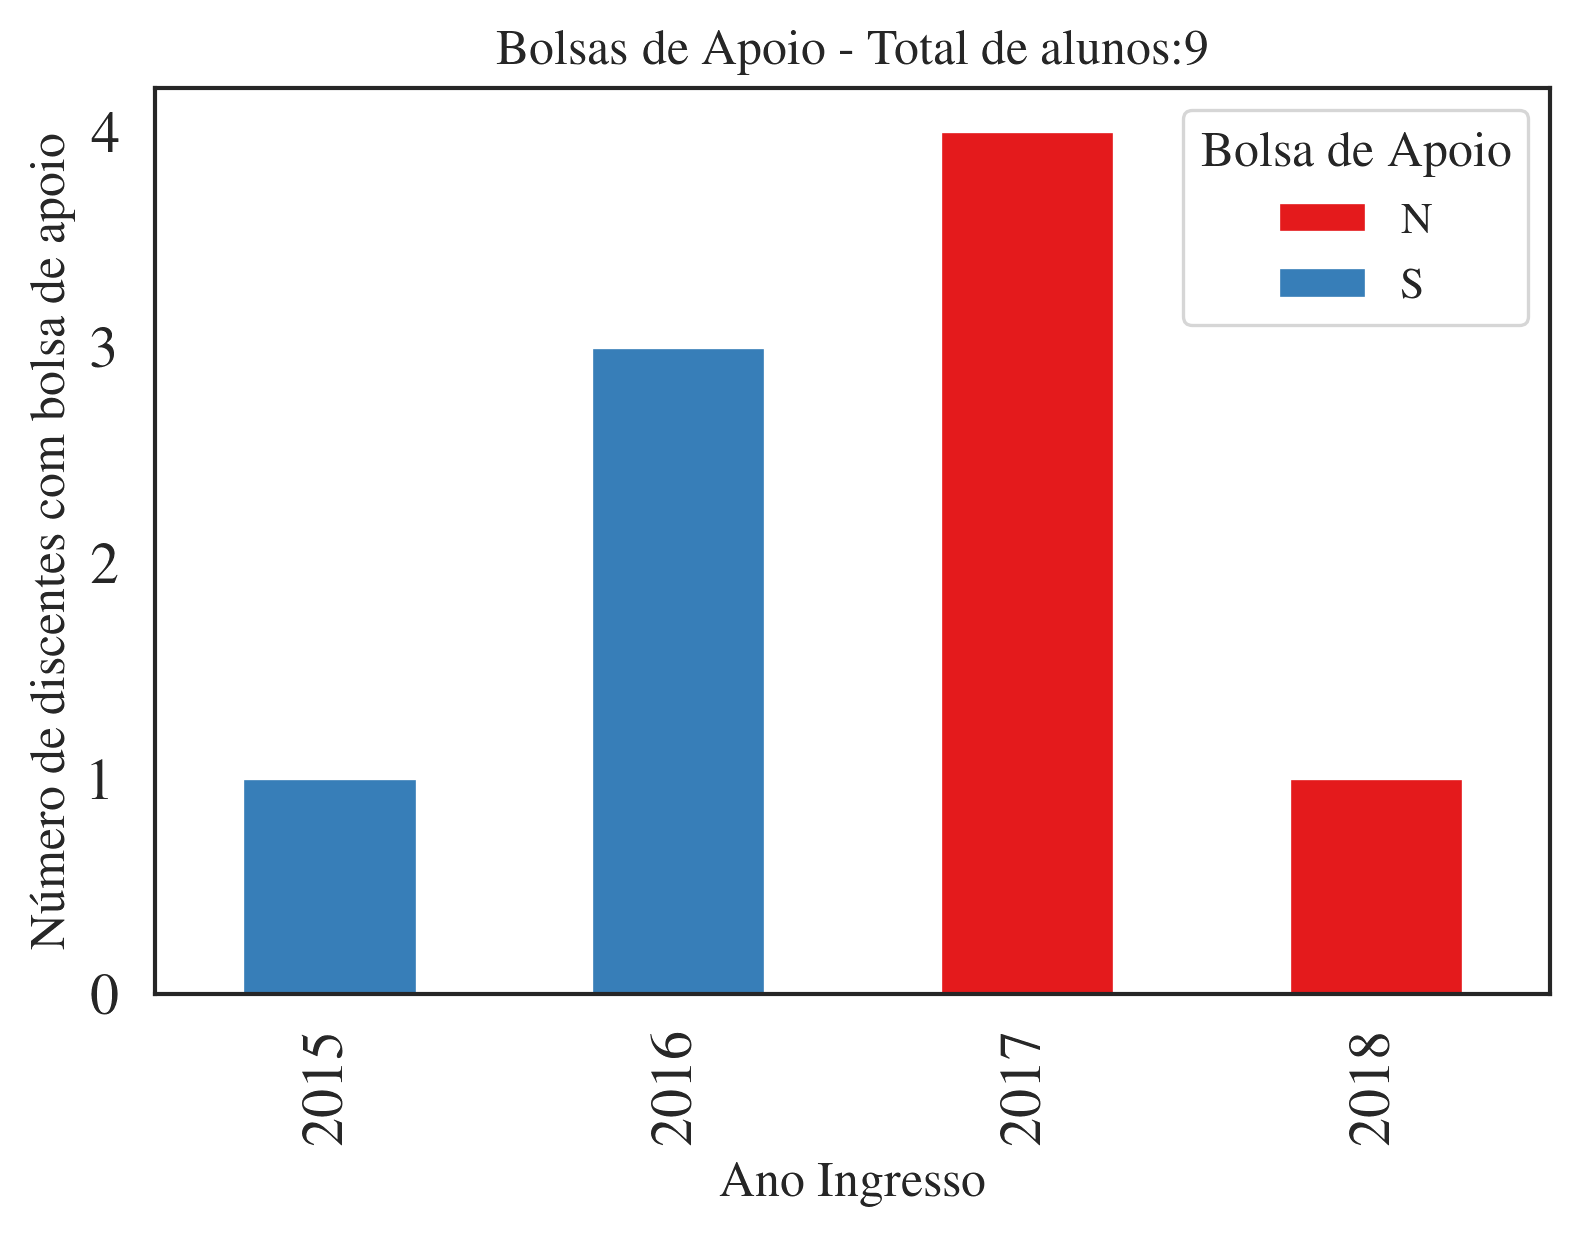 Bolsas de Apoio - Total de alunos:9
Número de discentes com bolsa de apoio
4
3
2
1
0
Bolsa de Apoio
N
S
2015
2016
2017
2018
Ano Ingresso